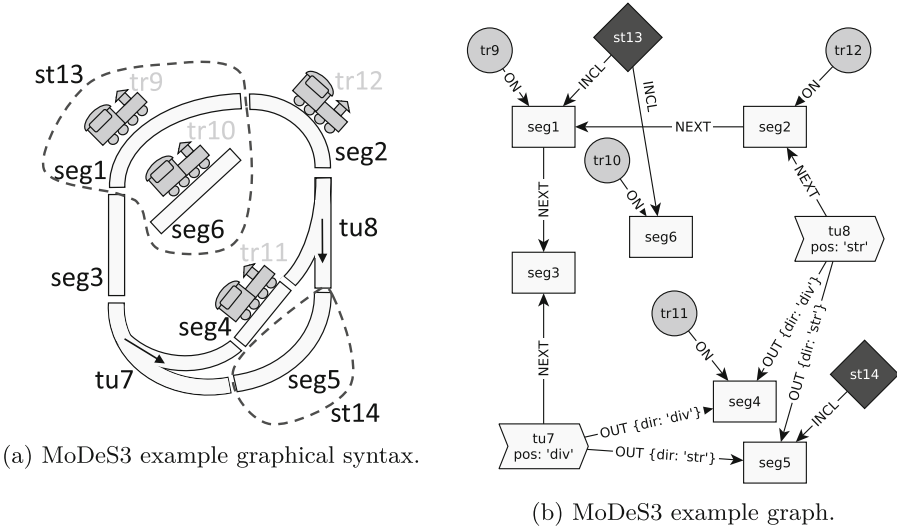 st13
tr9
tr12
tr10
seg1
seg2
seg6
tu8
seg3
tr11
seg4
tu7
seg5
st14
(a) MoDeS3 example graphical syntax.
tr9
st13
tr12
ON
INCL
INCL
ON
seg1
NEXT
seg2
tr10
NEXT
ON
NEXT
seg6
tu8
pos: 'str'
seg3
tr11
OUT {dir: 'div'}
OUT {dir: 'str'}
NEXT
ON
st14
seg4
INCL
OUT {dir: 'div'}
tu7
pos: 'div'
OUT {dir: 'str'}
seg5
(b) MoDeS3 example graph.